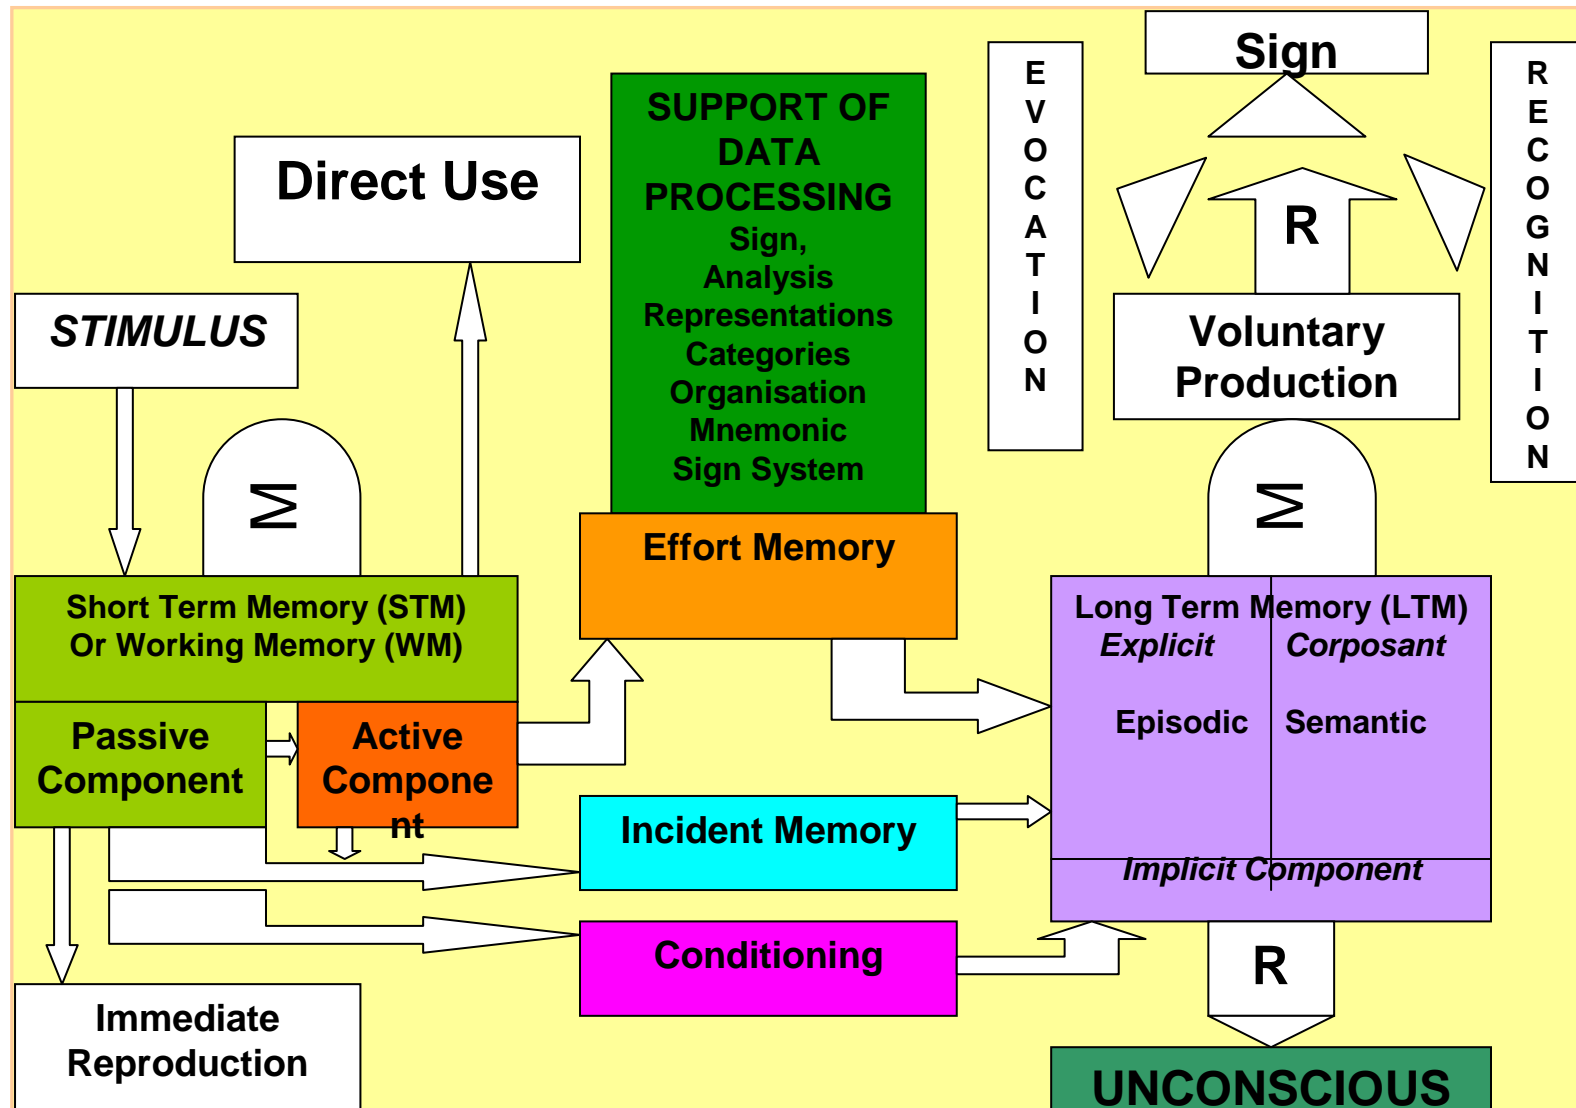 Sign
EVOCATION
RECOGNITION
SUPPORT OF
DATA
PROCESSING
Sign,
Analysis
Representations
Categories
Organisation
Mnemonic
Sign System
Direct Use
R
STIMULUS
Voluntary
Production
M
M
Effort Memory
Short Term Memory (STM)
Or Working Memory (WM)
Long Term Memory (LTM)
Explicit Corposant
Episodic Semantic
Passive
Component
Active
Compone
nt
Incident Memory
Implicit Component
Conditioning
R
Immediate
Reproduction
UNCONSCIOUS